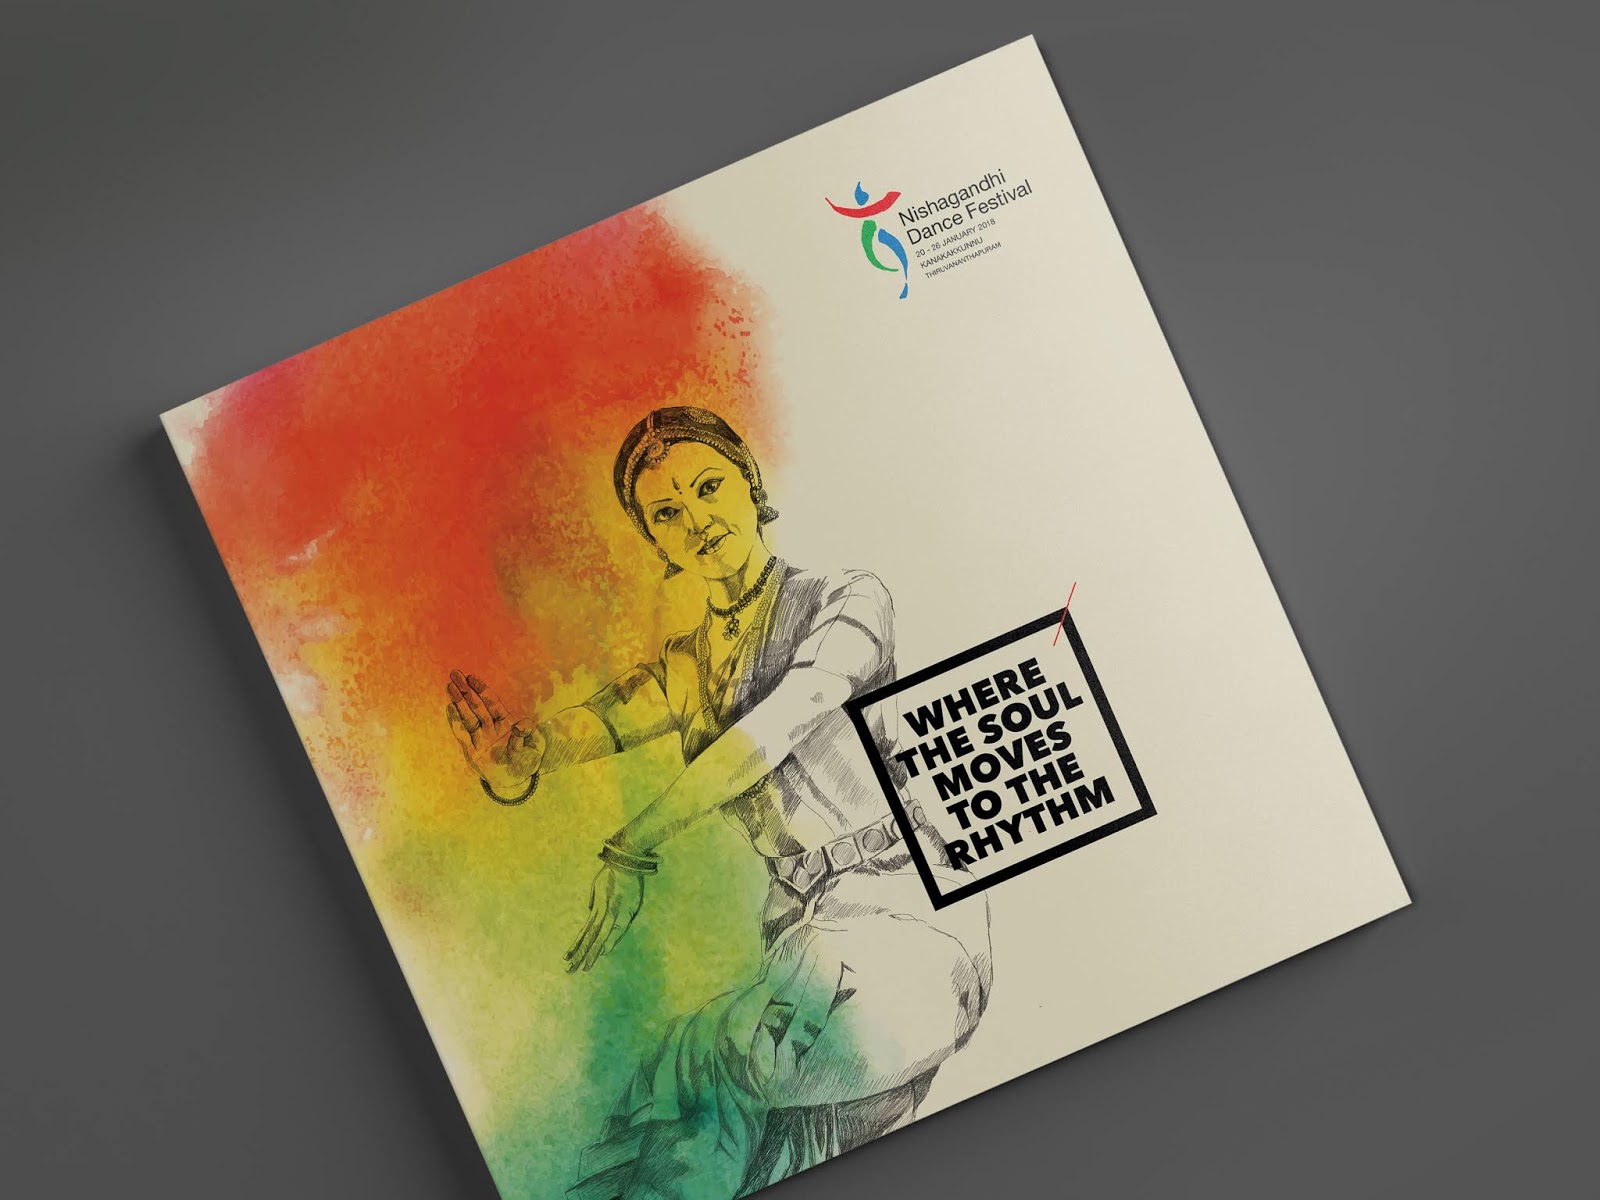 Nishagandhi
Dance Festival
20 - 26 JANUARY 2018
KANAKAKKUNNU
THIRUVANANTHAPURAM
WHERE
THE SOUL
MOVES
TO THE
RHYTHM